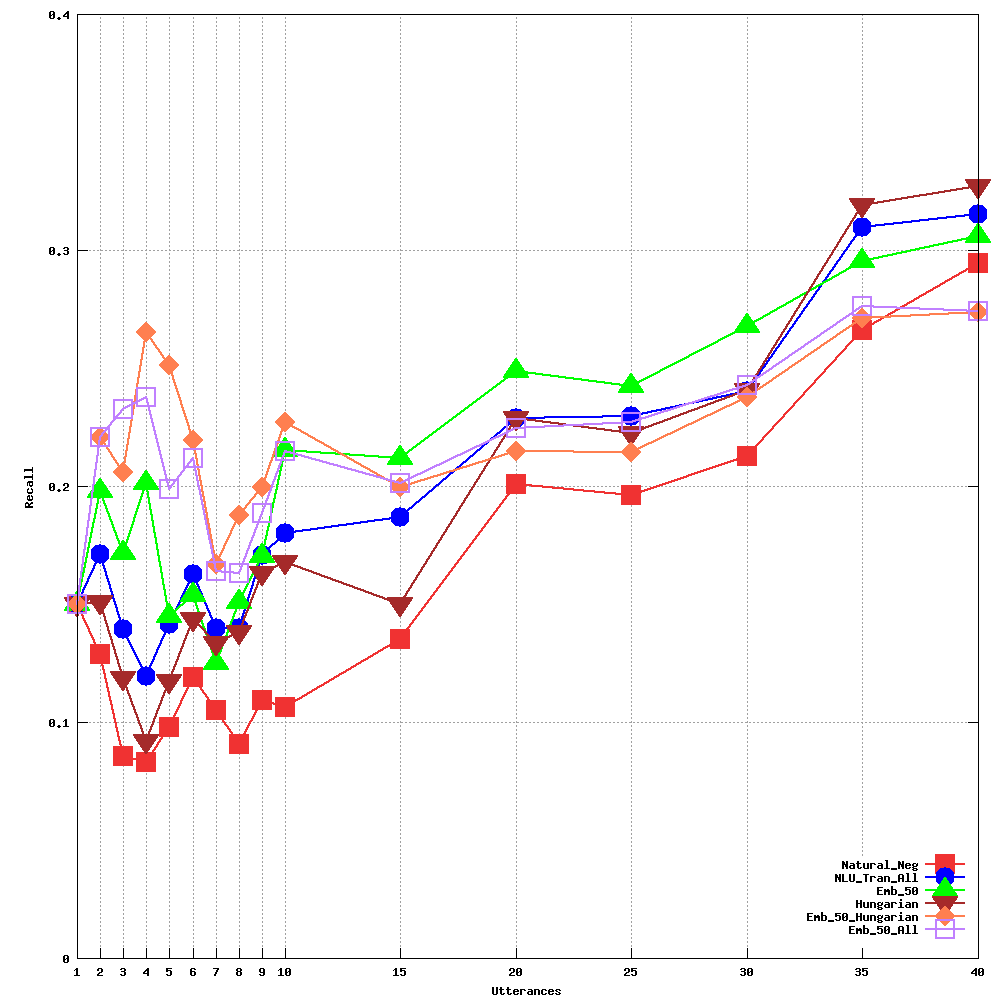 0.4
0.3
0.2
0.1
0
Recall
1 2 3 4 5 6 7 8 9 10 15 20 25 30 35 40
Utterances
Natural_Neg
NLU_Tran_All
Emb_50
Hungarian
Emb_50_Hungarian
Emb_50_All